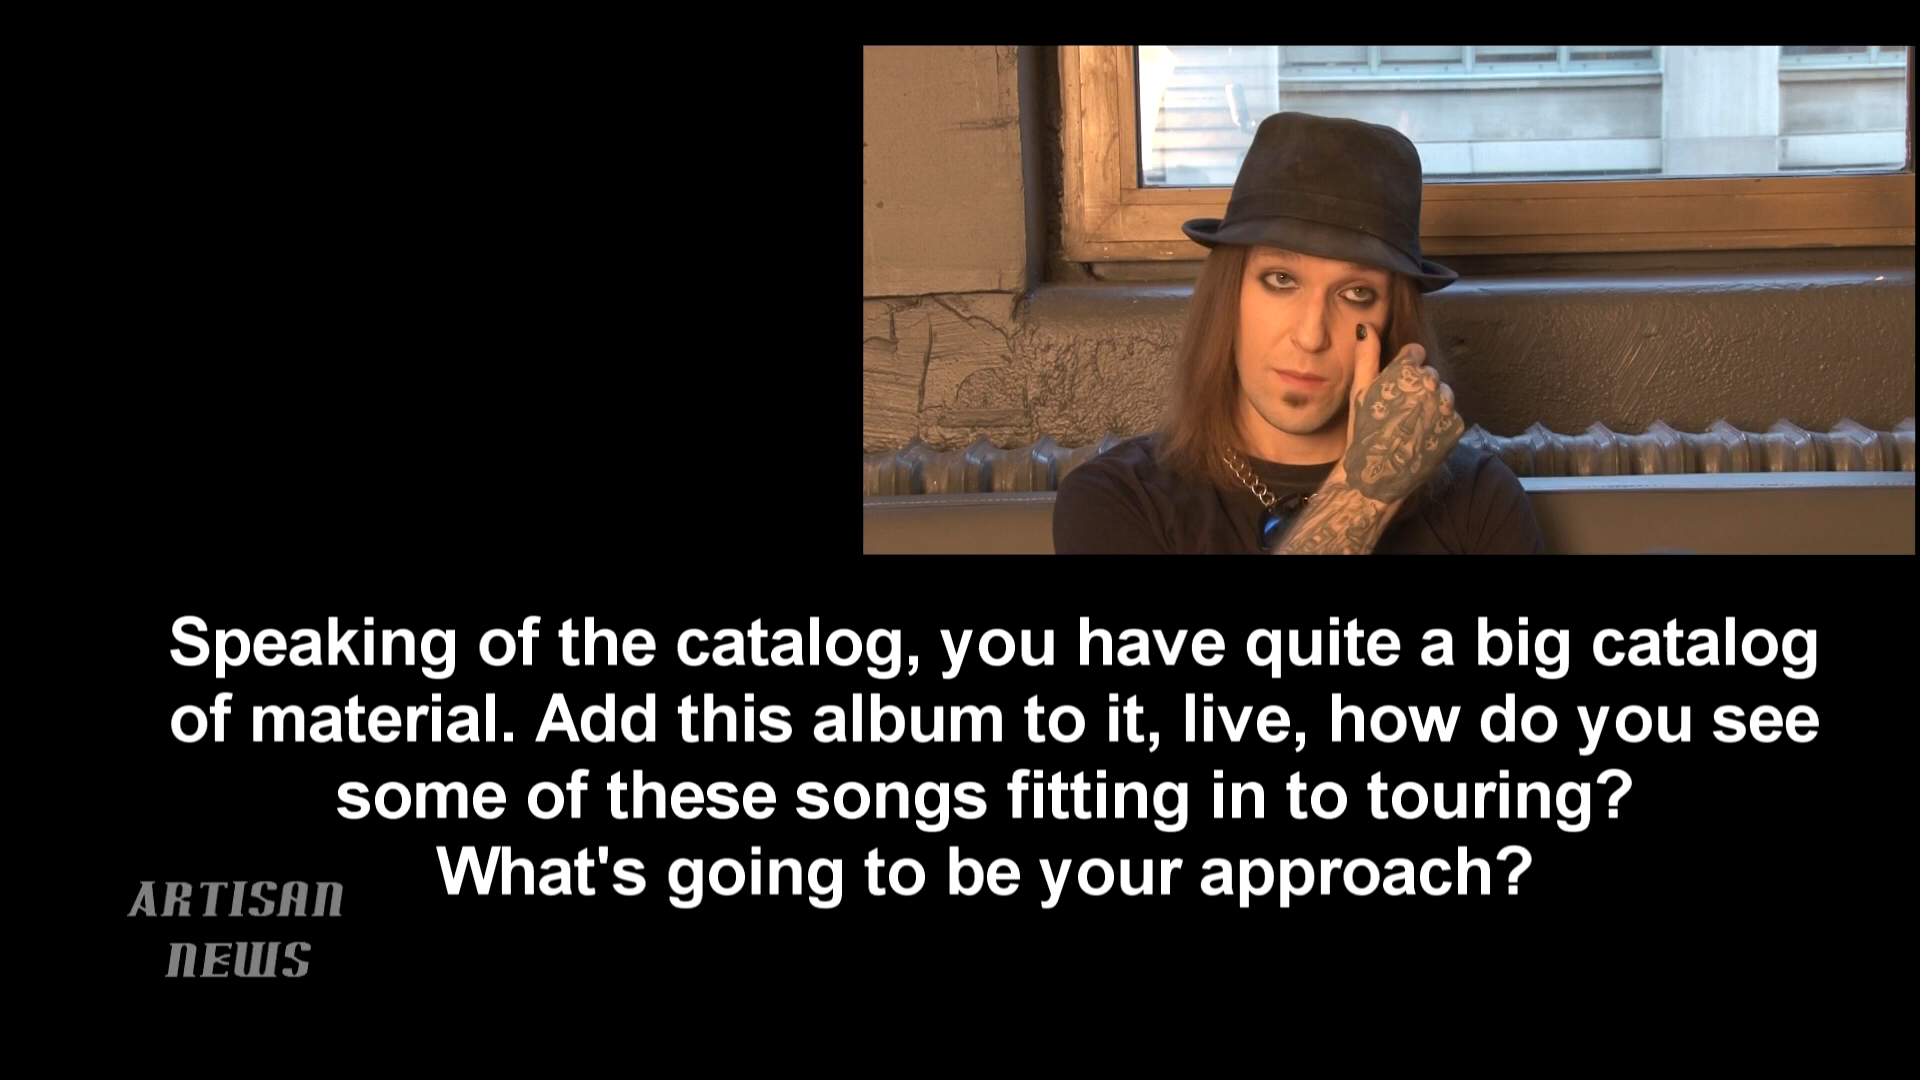 Speaking of the catalog, you have quite a big catalog
of material. Add this album to it, live, how do you see
some of these songs fitting in to touring?
What's going to be your approach?
ARTISAN
NEWS